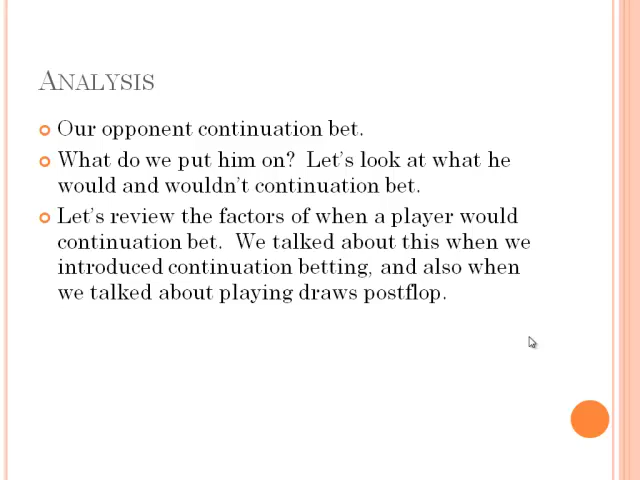 ANALYSIS
Our opponent continuation bet.
What do we put him on?  Let's look at what he
would and wouldn't continuation bet.
Let's review the factors of when a player would
continuation bet.  We talked about this when we
introduced continuation betting, and also when
we talked about playing draws postflop.